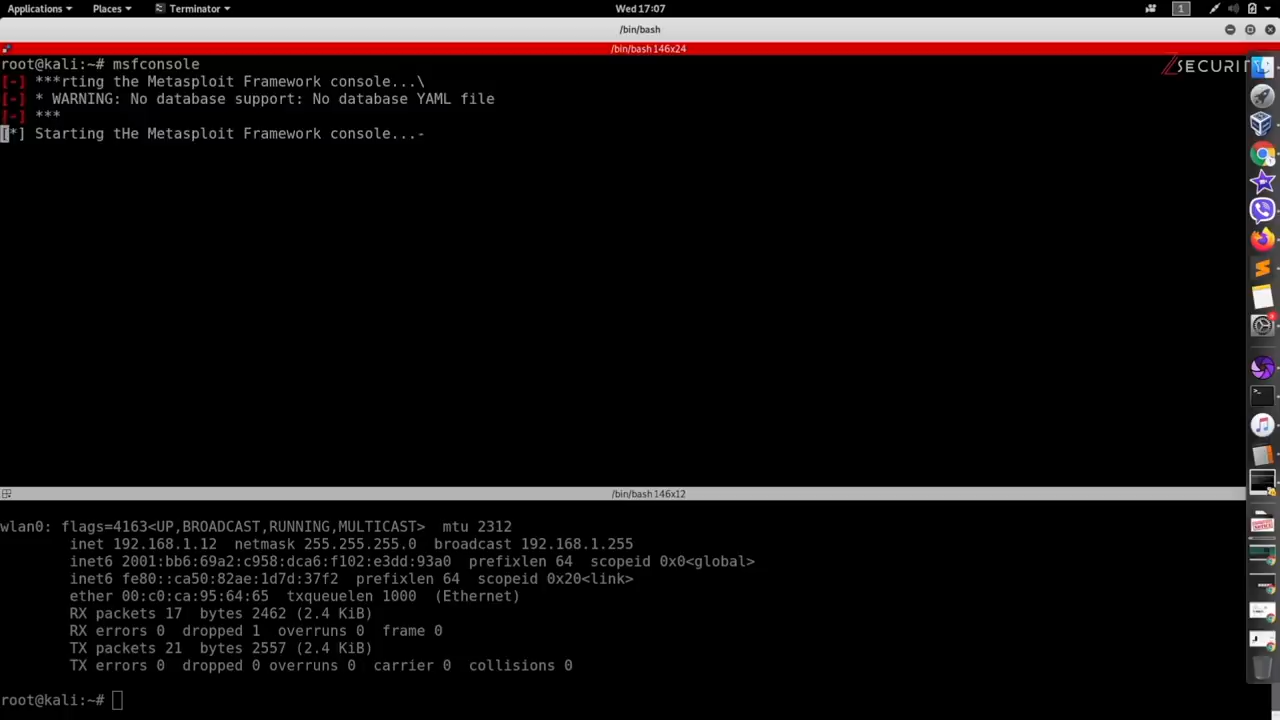 Applications Places Terminator Wed 17:07 1
/bin/bash
/bin/bash 146x24
root@kali:~# msfconsole
[-] ***rting the Metasploit Framework console...\
[-] * WARNING: No database support: No database YAML file
[-] ***
[*] Starting tHe Metasploit Framework console...-
ZSECURITY
/bin/bash 146x12
wlan0: flags=4163<UP,BROADCAST,RUNNING,MULTICAST>  mtu 2312
inet 192.168.1.12  netmask 255.255.255.0  broadcast 192.168.1.255
inet6 2001:bb6:69a2:c958:dca6:f102:e3dd:93a0  prefixlen 64  scopeid 0x0<global>
inet6 fe80::ca50:82ae:1d7d:37f2  prefixlen 64  scopeid 0x20<link>
ether 00:c0:ca:95:64:65  txqueuelen 1000  (Ethernet)
RX packets 17  bytes 2462 (2.4 KiB)
RX errors 0  dropped 1  overruns 0  frame 0
TX packets 21  bytes 2557 (2.4 KiB)
TX errors 0  dropped 0 overruns 0  carrier 0  collisions 0
root@kali:~#